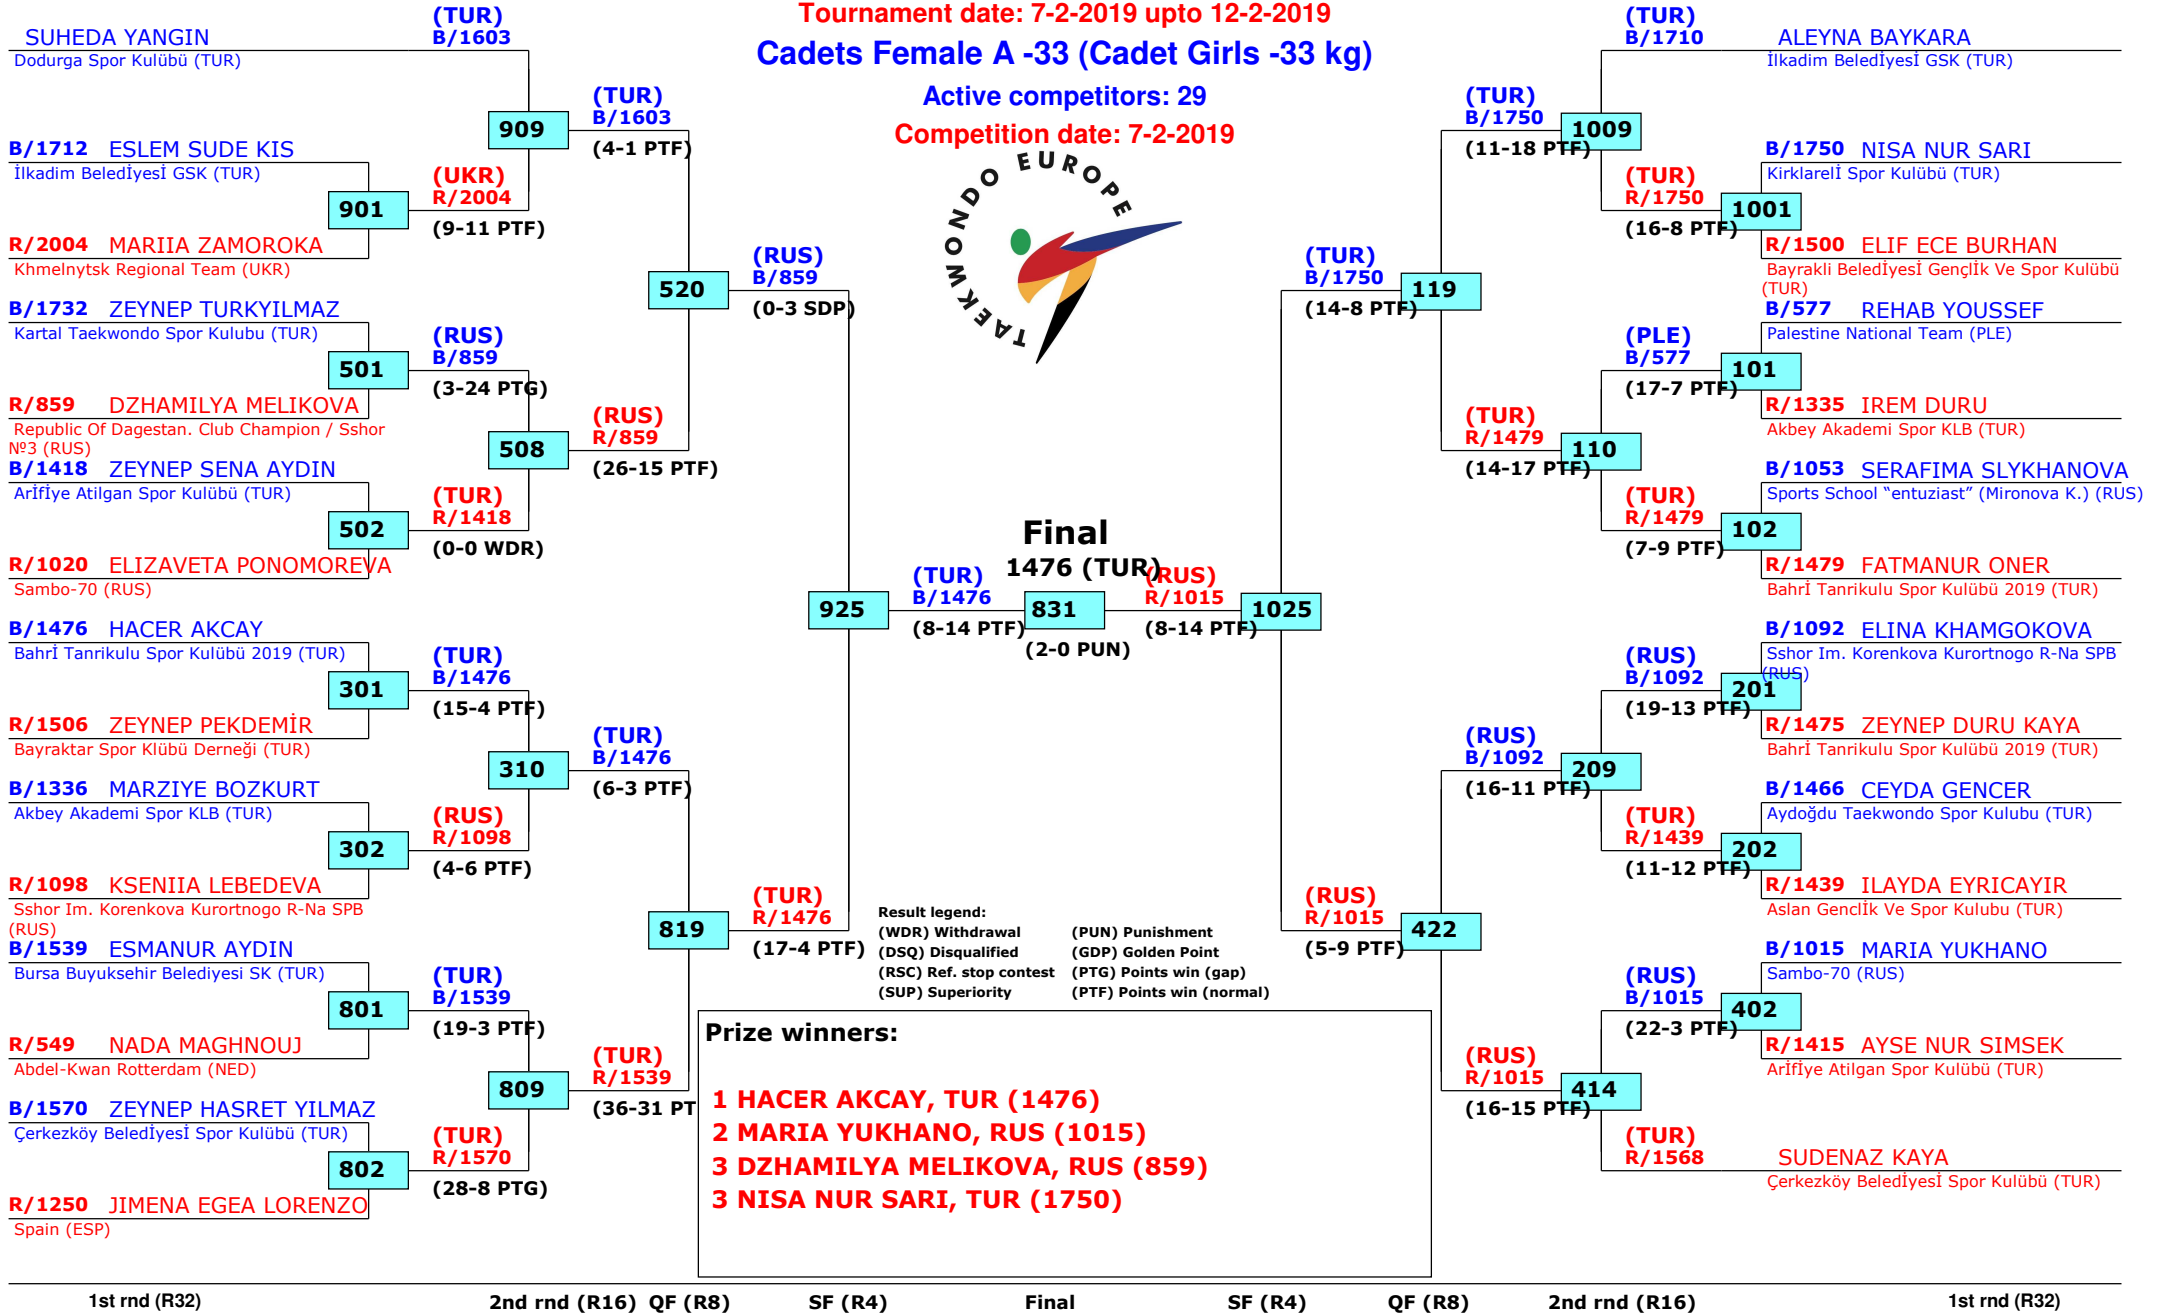 Tournament date: 7-2-2019 upto 12-2-2019
Cadets Female A -33 (Cadet Girls -33 kg)
Active competitors: 29
Competition date: 7-2-2019
TAEKWONDO EUROPE
SUHEDA YANGIN
Dodurga Spor Kulübü (TUR)
(TUR)
B/1603
909
B/1712 ESLEM SUDE KIS
İlkadim Beledİyesİ GSK (TUR)
901
(UKR)
R/2004
(9-11 PTF)
R/2004 MARIIA ZAMOROKA
Khmelnytsk Regional Team (UKR)
(TUR)
B/1603
(4-1 PTF)
B/1732 ZEYNEP TURKYILMAZ
Kartal Taekwondo Spor Kulubu (TUR)
501
(RUS)
B/859
(3-24 PTG)
R/859 DZHAMILYA MELIKOVA
Republic Of Dagestan. Club Champion / Sshor
№3 (RUS)
520
(RUS)
B/859
(0-3 SDP)
508
(RUS)
R/859
(26-15 PTF)
B/1418 ZEYNEP SENA AYDIN
Arİfİye Atilgan Spor Kulübü (TUR)
502
(TUR)
R/1418
(0-0 WDR)
R/1020 ELIZAVETA PONOMOREVA
Sambo-70 (RUS)
B/1476 HACER AKCAY
Bahrİ Tanrikulu Spor Kulübü 2019 (TUR)
301
(TUR)
B/1476
(15-4 PTF)
R/1506 ZEYNEP PEKDEMİR
Bayraktar Spor Klübü Derneği (TUR)
310
(TUR)
B/1476
(6-3 PTF)
B/1336 MARZIYE BOZKURT
Akbey Akademi Spor KLB (TUR)
302
(RUS)
R/1098
(4-6 PTF)
R/1098 KSENIIA LEBEDEVA
Sshor Im. Korenkova Kurortnogo R-Na SPB
(RUS)
819
(TUR)
R/1476
(17-4 PTF)
B/1539 ESMANUR AYDIN
Bursa Buyuksehir Belediyesi SK (TUR)
801
(TUR)
B/1539
(19-3 PTF)
R/549 NADA MAGHNOUJ
Abdel-Kwan Rotterdam (NED)
809
(TUR)
R/1539
(36-31 PT
B/1570 ZEYNEP HASRET YILMAZ
Çerkezköy Beledİyesİ Spor Kulübü (TUR)
802
(TUR)
R/1570
(28-8 PTG)
R/1250 JIMENA EGEA LORENZO
Spain (ESP)
925
(TUR)
B/1476
(8-14 PTF)
Final
1476 (TUR)
831
(2-0 PUN)
(RUS)
R/1015
(8-14 PTF)
1025
(TUR)
B/1710
ALEYNA BAYKARA
İlkadim Beledİyesİ GSK (TUR)
(TUR)
B/1750
(11-18 PTF)
1009
B/1750 NISA NUR SARI
Kirklarelİ Spor Kulübü (TUR)
(TUR)
R/1750
(16-8 PTF)
1001
R/1500 ELIF ECE BURHAN
Bayrakli Beledİyesİ Gençlİk Ve Spor Kulübü
(TUR)
(TUR)
B/1750
(14-8 PTF)
119
B/577 REHAB YOUSSEF
Palestine National Team (PLE)
(PLE)
B/577
(17-7 PTF)
101
R/1335 IREM DURU
Akbey Akademi Spor KLB (TUR)
(TUR)
R/1479
(14-17 PTF)
110
B/1053 SERAFIMA SLYKHANOVA
Sports School “entuziast” (Mironova K.) (RUS)
(TUR)
R/1479
(7-9 PTF)
102
R/1479 FATMANUR ONER
Bahrİ Tanrikulu Spor Kulübü 2019 (TUR)
B/1092 ELINA KHAMGOKOVA
Sshor Im. Korenkova Kurortnogo R-Na SPB
(RUS)
(RUS)
B/1092
(19-13 PTF)
201
R/1475 ZEYNEP DURU KAYA
Bahrİ Tanrikulu Spor Kulübü 2019 (TUR)
(RUS)
B/1092
(16-11 PTF)
209
B/1466 CEYDA GENCER
Aydoğdu Taekwondo Spor Kulubu (TUR)
(TUR)
R/1439
(11-12 PTF)
202
R/1439 ILAYDA EYRICAYIR
Aslan Genclİk Ve Spor Kulubu (TUR)
(RUS)
R/1015
(5-9 PTF)
422
B/1015 MARIA YUKHANO
Sambo-70 (RUS)
(RUS)
B/1015
(22-3 PTF)
402
R/1415 AYSE NUR SIMSEK
Arİfİye Atilgan Spor Kulübü (TUR)
(RUS)
R/1015
(16-15 PTF)
414
(TUR)
R/1568
SUDENAZ KAYA
Çerkezköy Beledİyesİ Spor Kulübü (TUR)
Result legend:
(WDR) Withdrawal (PUN) Punishment
(DSQ) Disqualified (GDP) Golden Point
(RSC) Ref. stop contest (PTG) Points win (gap)
(SUP) Superiority (PTF) Points win (normal)
Prize winners:
1 HACER AKCAY, TUR (1476)
2 MARIA YUKHANO, RUS (1015)
3 DZHAMILYA MELIKOVA, RUS (859)
3 NISA NUR SARI, TUR (1750)
1st rnd (R32) 2nd rnd (R16) QF (R8) SF (R4) Final SF (R4) QF (R8) 2nd rnd (R16) 1st rnd (R32)